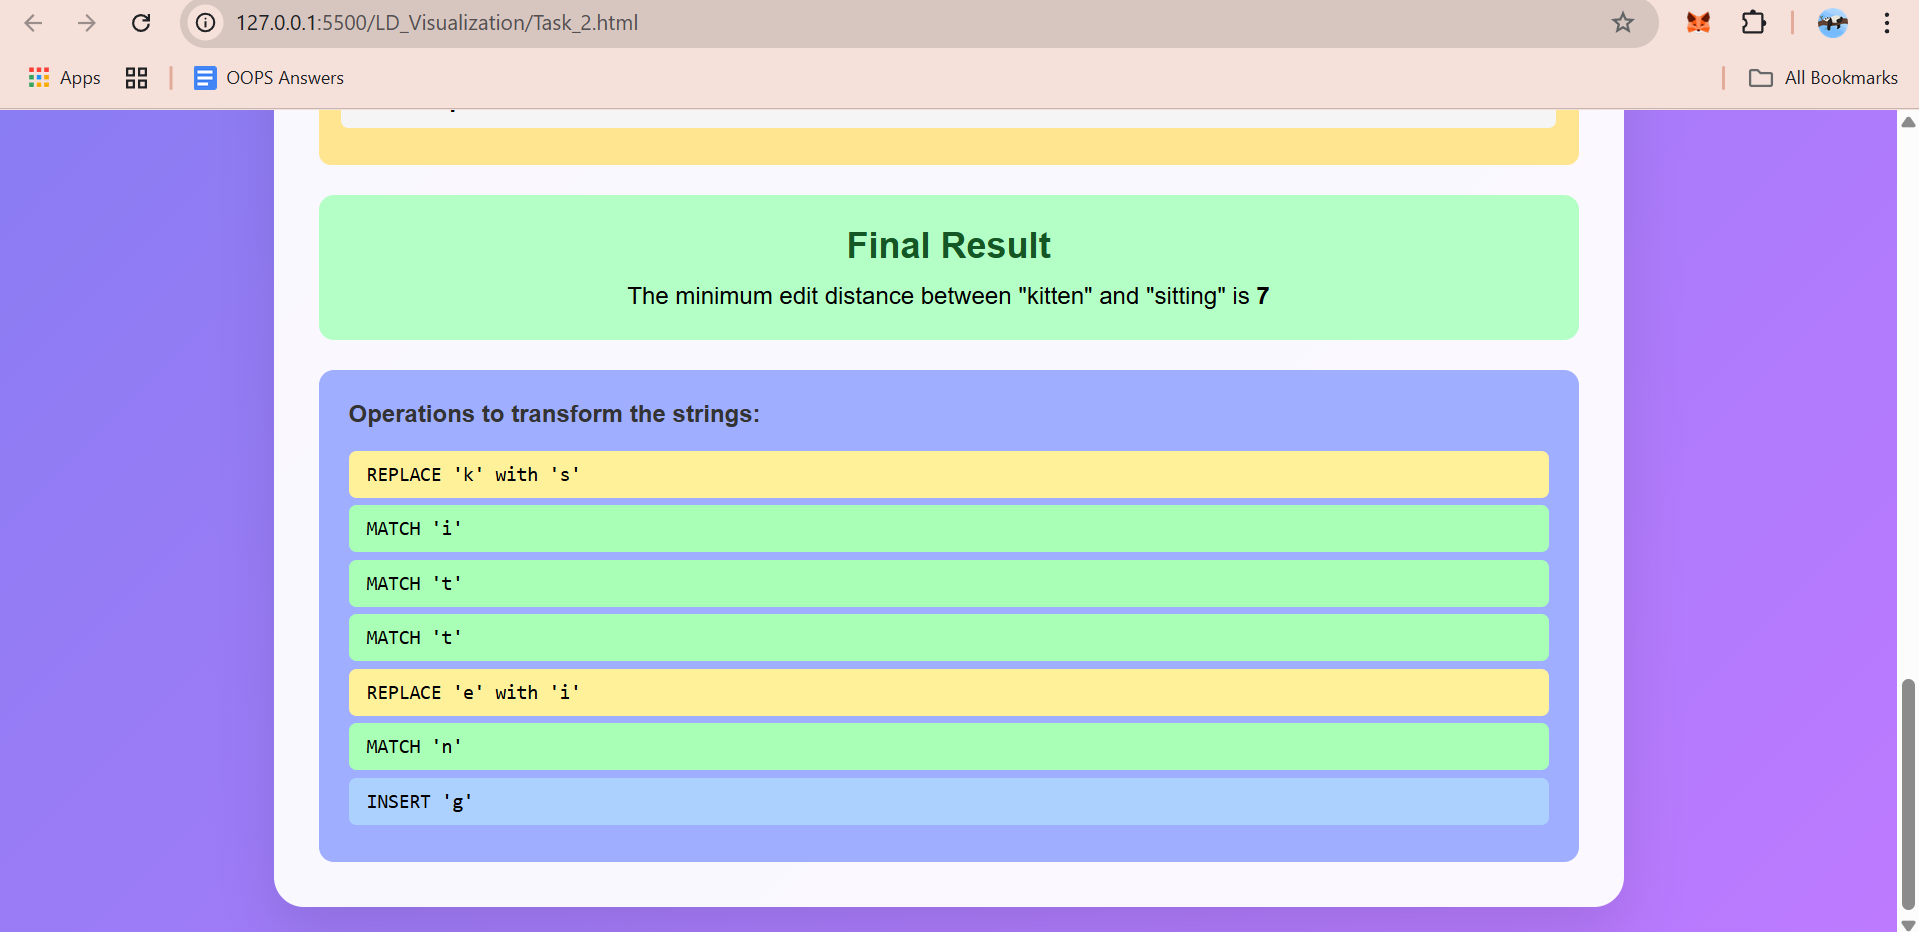 127.0.0.1:5500/LD_Visualization/Task_2.html
Apps
OOPS Answers
All Bookmarks
Final Result
The minimum edit distance between "kitten" and "sitting" is 7
Operations to transform the strings:
REPLACE 'k' with 's'
MATCH 'i'
MATCH 't'
MATCH 't'
REPLACE 'e' with 'i'
MATCH 'n'
INSERT 'g'